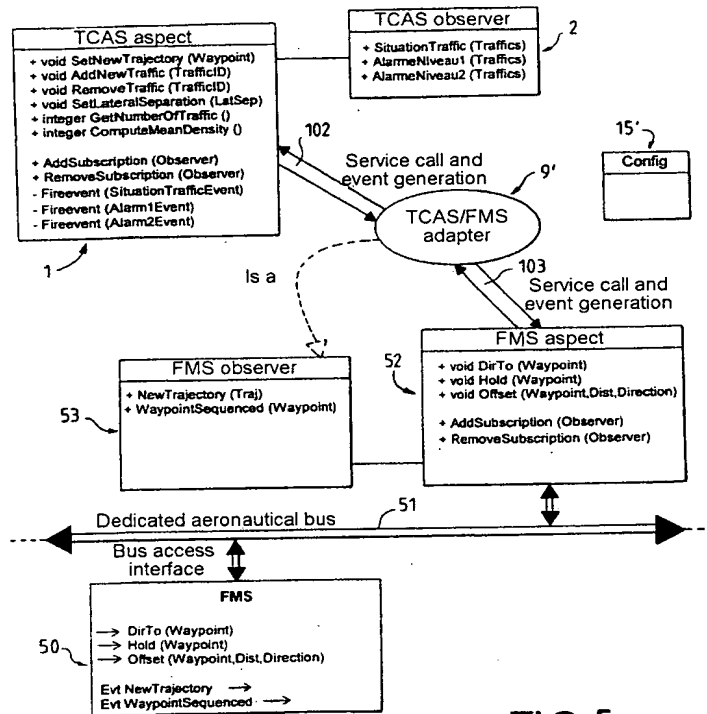 TCAS aspect
+ void SetNewTrajectory (Waypoint)
+ void AddNewTraffic (TrafficID)
+ void RemoveTraffic (TrafficID)
+ void SetLateralSeparation (LatSep)
+ integer GetNumberOfTraffic ()
+ integer ComputeMeanDensity ()
+ AddSubscription (Observer)
+ RemoveSubscription (Observer)
- Fireevent (SituationTrafficEvent)
- Fireevent (Alarm1Event)
- Fireevent (Alarm2Event)
1
TCAS observer
+ SituationTraffic (Traffics)
+ AlarmeNiveau1 (Traffics)
+ AlarmeNiveau2 (Traffics)
2
102
Service call and
event generation
9'
TCAS/FMS
adapter
15'
Config
Is a
103
Service call and
event generation
FMS observer
+ NewTrajectory (Traj)
+ WaypointSequenced (Waypoint)
53
52
FMS aspect
+ void DirTo (Waypoint)
+ void Hold (Waypoint)
+ void Offset (Waypoint,Dist,Direction)
+ AddSubscription (Observer)
+ RemoveSubscription (Observer)
Dedicated aeronautical bus
51
Bus access
interface
FMS
50
→ DirTo (Waypoint)
→ Hold (Waypoint)
→ Offset (Waypoint,Dist,Direction)
Evt NewTrajectory →
Evt WaypointSequenced →